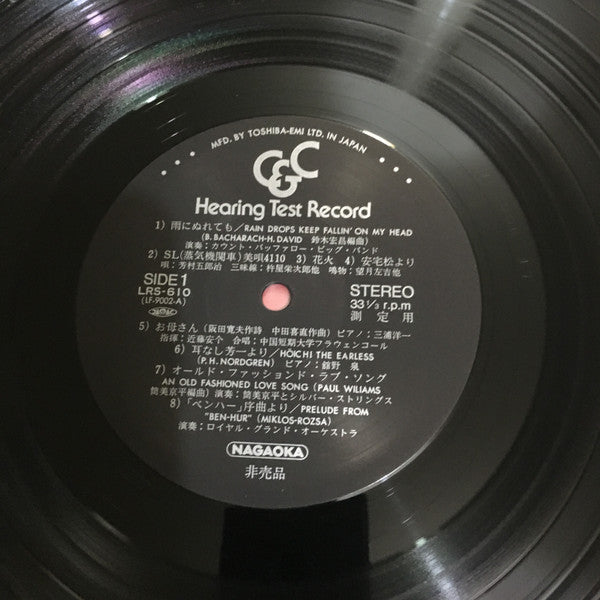 MFD. BY TOSHIBA-EMI LTD. IN JAPAN
C&C
Hearing Test Record
1) 雨にぬれても/RAIN DROPS KEEP FALLIN' ON MY HEAD
(B. BACHARACH-H. DAVID 鈴木宏昌編曲)
演奏:カウント・バッファロー・ビッグ・バンド
2) SL(蒸気機関車)美唄4110 3) 花火 4) 安宅松より
唄:芳村五郎治 三味線:杵屋栄次郎他 鳴物:望月左吉他
SIDE 1
LRS-610
(LF-9002-A)
STEREO
33 1/3 r.p.m
測定用
5) お母さん(阪田寛夫作詩 中田喜直作曲)ピアノ:三浦洋一
指揮:近藤安介 合唱:中国短期大学フラウェンコール
6) 耳なし芳一より/HOICHI THE EARLESS
(P.H. NORDGREN) ピアノ:舘野 泉
7) オールド・ファッションド・ラブ・ソング
AN OLD FASHIONED LOVE SONG (PAUL WILIAMS
筒美京平編曲) 演奏:筒美京平とシルバー・ストリングス
8) 「ベンハー」序曲より/PRELUDE FROM
"BEN-HUR" (MIKLOS-ROZSA)
演奏:ロイヤル・グランド・オーケストラ
NAGAOKA
非売品